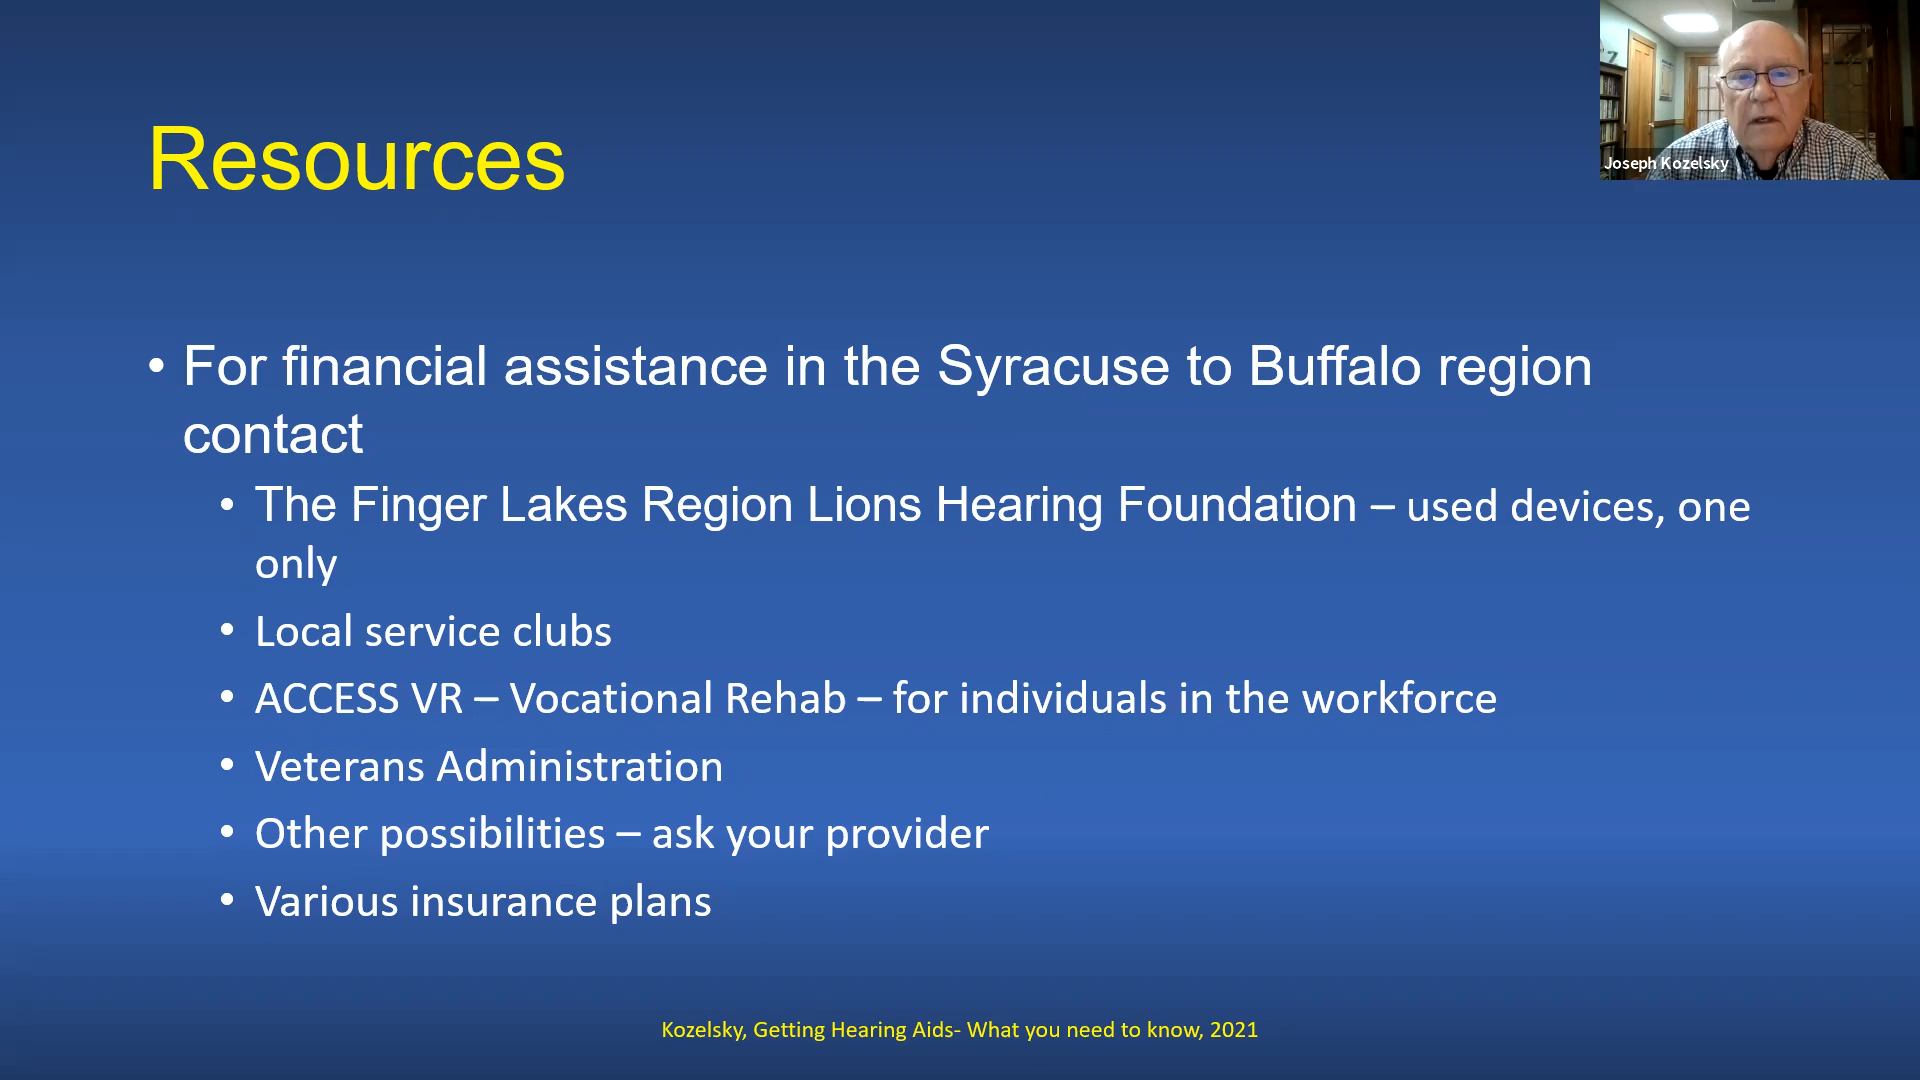 Resources
Joseph Kozelsky
• For financial assistance in the Syracuse to Buffalo region
contact
• The Finger Lakes Region Lions Hearing Foundation – used devices, one
only
• Local service clubs
• ACCESS VR – Vocational Rehab – for individuals in the workforce
• Veterans Administration
• Other possibilities – ask your provider
• Various insurance plans
Kozelsky, Getting Hearing Aids- What you need to know, 2021